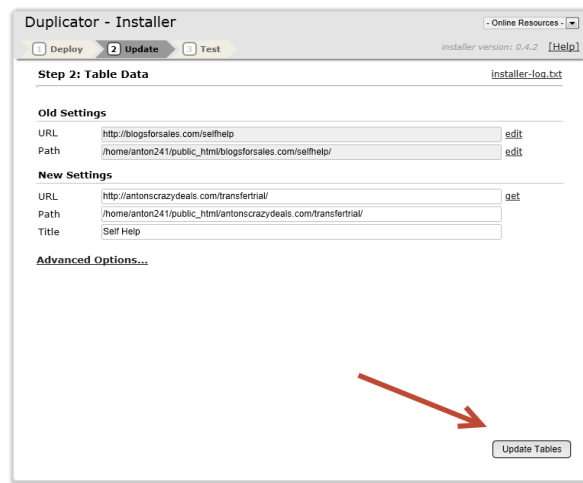 Duplicator - Installer
- Online Resources -
1 Deploy 2 Update 3 Test
installer version: 0.4.2 [Help]
Step 2: Table Data installer-log.txt
Old Settings
URL http://blogsforsales.com/selfhelp edit
Path /home/anton241/public_html/blogsforsales.com/selfhelp/ edit
New Settings
URL http://antonscrazydeals.com/transfertrial/ get
Path /home/anton241/public_html/antonscrazydeals.com/transfertrial/
Title Self Help
Advanced Options...
Update Tables